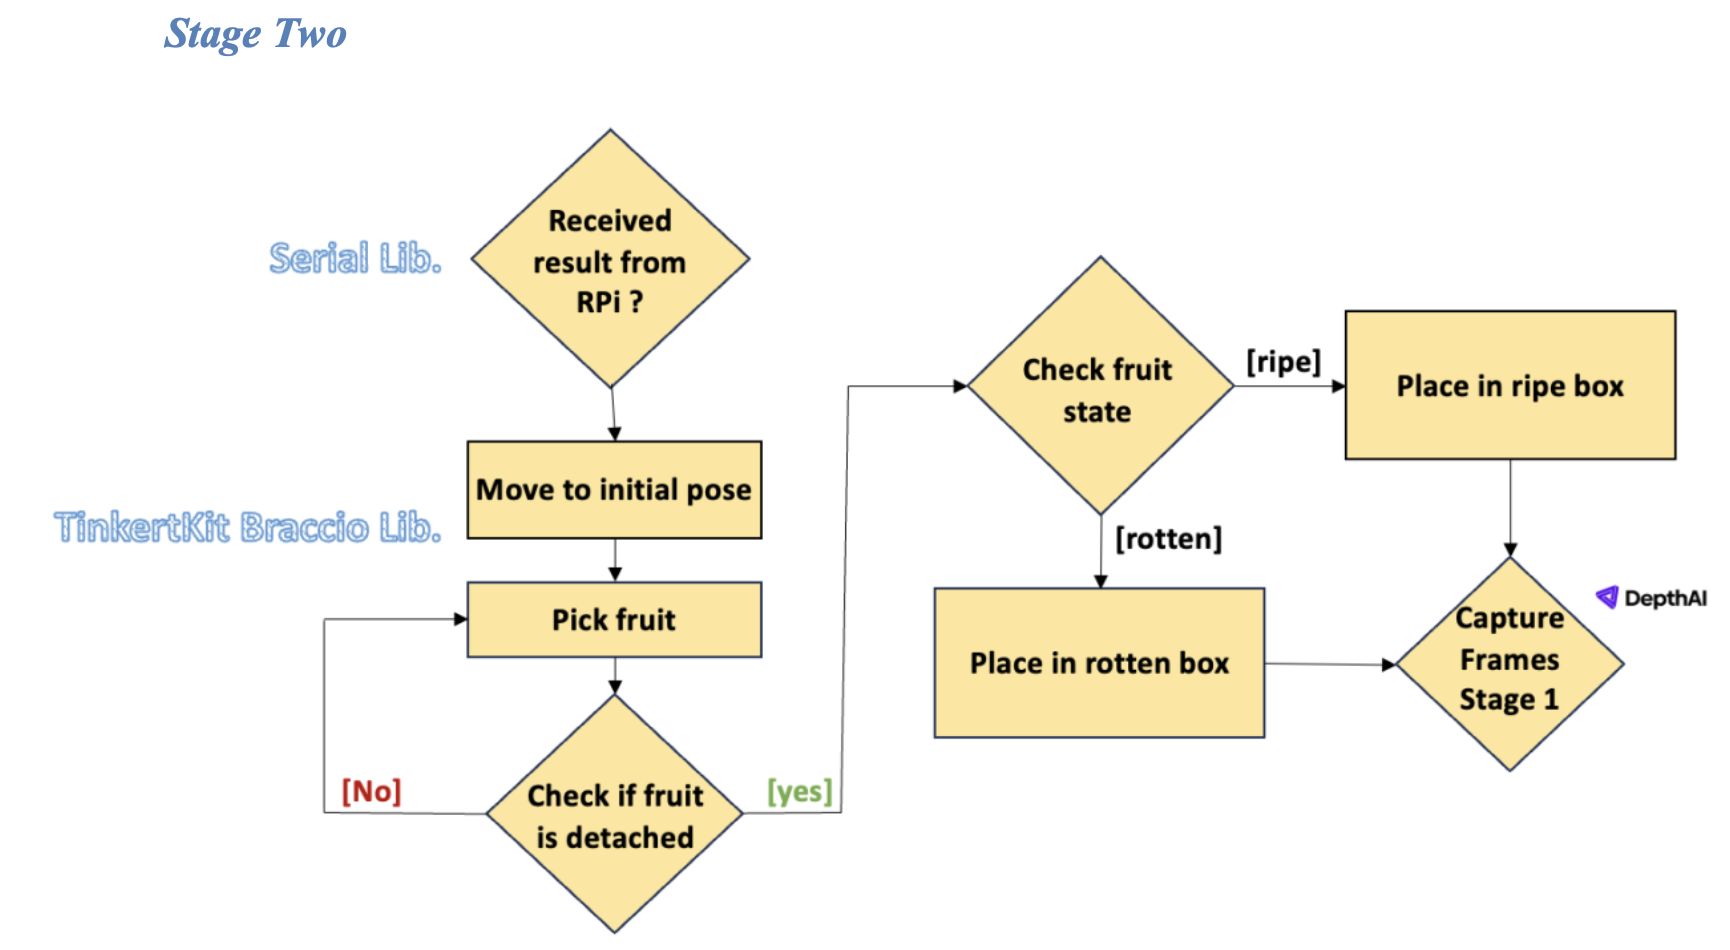 Stage Two
Received
result from
RPi ?
Serial Lib.
Move to initial pose
TinkertKit Braccio Lib.
Pick fruit
[No]
Check if fruit
is detached
[yes]
Check fruit
state
[ripe]
Place in ripe box
[rotten]
Place in rotten box
Capture
Frames
Stage 1
DepthAI